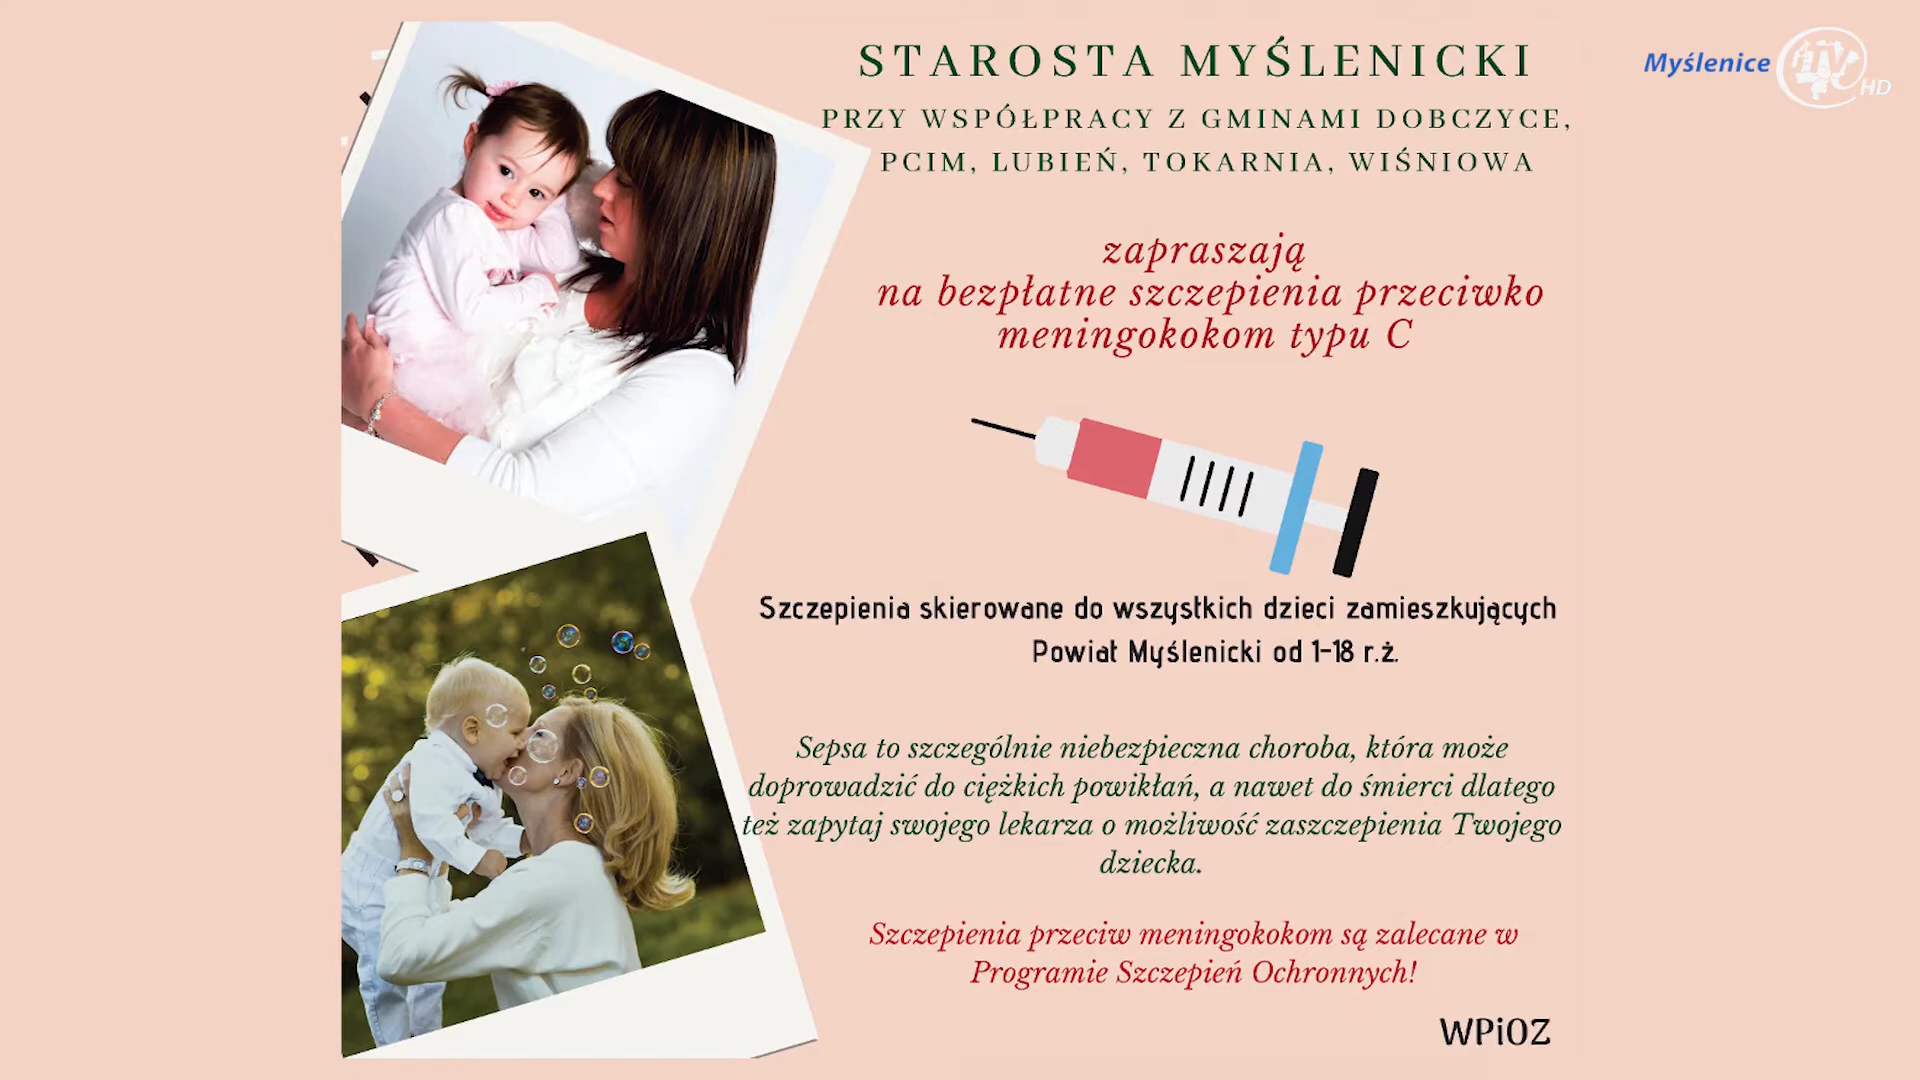 STAROSTA MYŚLENICKI
PRZY WSPÓŁPRACY Z GMINAMI DOBCZYCE,
PCIM, LUBIEŃ, TOKARNIA, WIŚNIOWA
zapraszają
na bezpłatne szczepienia przeciwko
meningokokom typu C
Szczepienia skierowane do wszystkich dzieci zamieszkujących
Powiat Myślenicki od 1-18 r.ż.
Sepsa to szczególnie niebezpieczna choroba, która może
doprowadzić do ciężkich powikłań, a nawet do śmierci dlatego
też zapytaj swojego lekarza o możliwość zaszczepienia Twojego
dziecka.
Szczepienia przeciw meningokokom są zalecane w
Programie Szczepień Ochronnych!
WPiOZ
Myślenice iTV HD